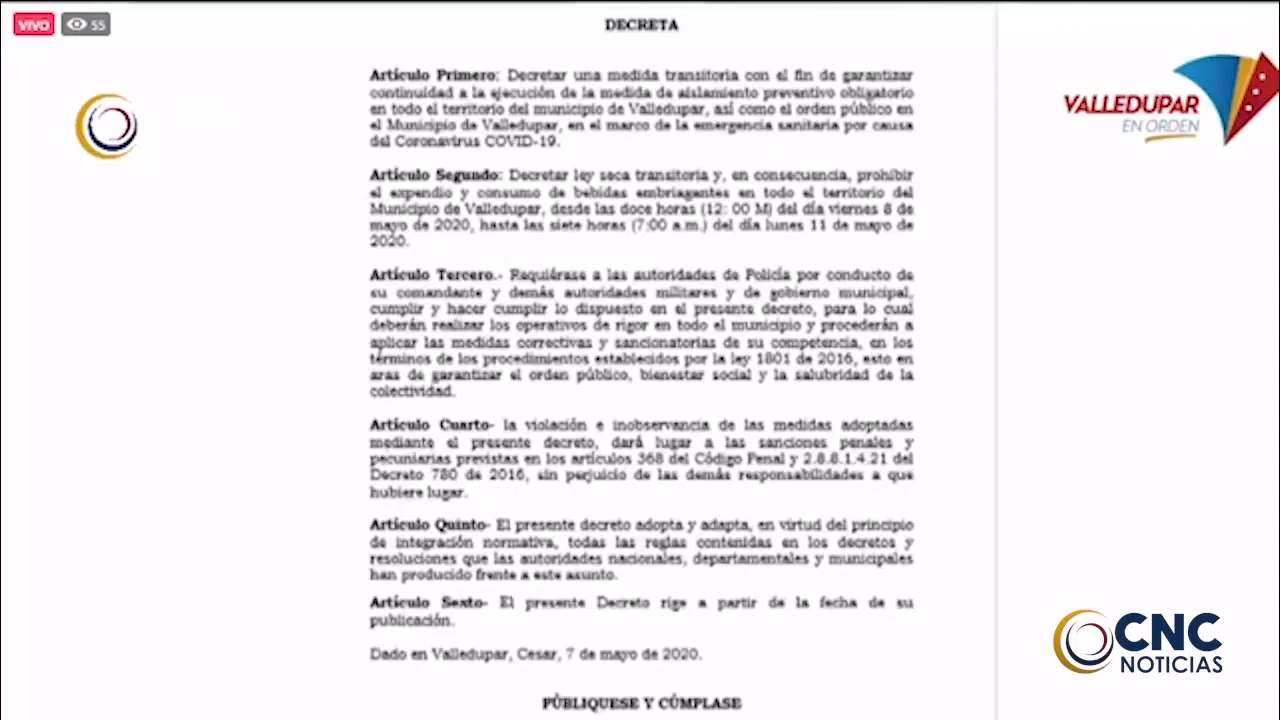 VIVO 55
DECRETA
Artículo Primero: Decretar una medida transitoria con el fin de garantizar
continuidad a la ejecución de la medida de aislamiento preventivo obligatorio
en todo el territorio del municipio de Valledupar, así como el orden público en
el Municipio de Valledupar, en el marco de la emergencia sanitaria por causa
del Coronavirus COVID-19.
VALLEDUPAR
EN ORDEN
Artículo Segundo: Decretar ley seca transitoria y, en consecuencia, prohibir
el expendio y consumo de bebidas embriagantes en todo el territorio del
Municipio de Valledupar, desde las doce horas (12: 00 M) del día viernes 8 de
mayo de 2020, hasta las siete horas (7:00 a.m.) del día lunes 11 de mayo de
2020.
Artículo Tercero.- Requiérase a las autoridades de Policía por conducto de
su comandante y demás autoridades militares y de gobierno municipal,
cumplir y hacer cumplir lo dispuesto en el presente decreto, para lo cual
deberán realizar los operativos de rigor en todo el municipio y procederán a
aplicar las medidas correctivas y sancionatorias de su competencia, en los
términos de los procedimientos establecidos por la ley 1801 de 2016, esto en
aras de garantizar el orden público, bienestar social y la salubridad de la
colectividad.
Artículo Cuarto- la violación e inobservancia de las medidas adoptadas
mediante el presente decreto, dará lugar a las sanciones penales y
pecuniarias previstas en los artículos 368 del Código Penal y 2.8.8.1.4.21 del
Decreto 780 de 2016, sin perjuicio de las demás responsabilidades a que
hubiere lugar.
Artículo Quinto- El presente decreto adopta y adapta, en virtud del principio
de integración normativa, todas las reglas contenidas en los decretos y
resoluciones que las autoridades nacionales, departamentales y municipales
han producido frente a este asunto.
Artículo Sexto- El presente Decreto rige a partir de la fecha de su
publicación.
Dado en Valledupar, Cesar, 7 de mayo de 2020.
PÚBLIQUESE Y CÚMPLASE
CNC
NOTICIAS